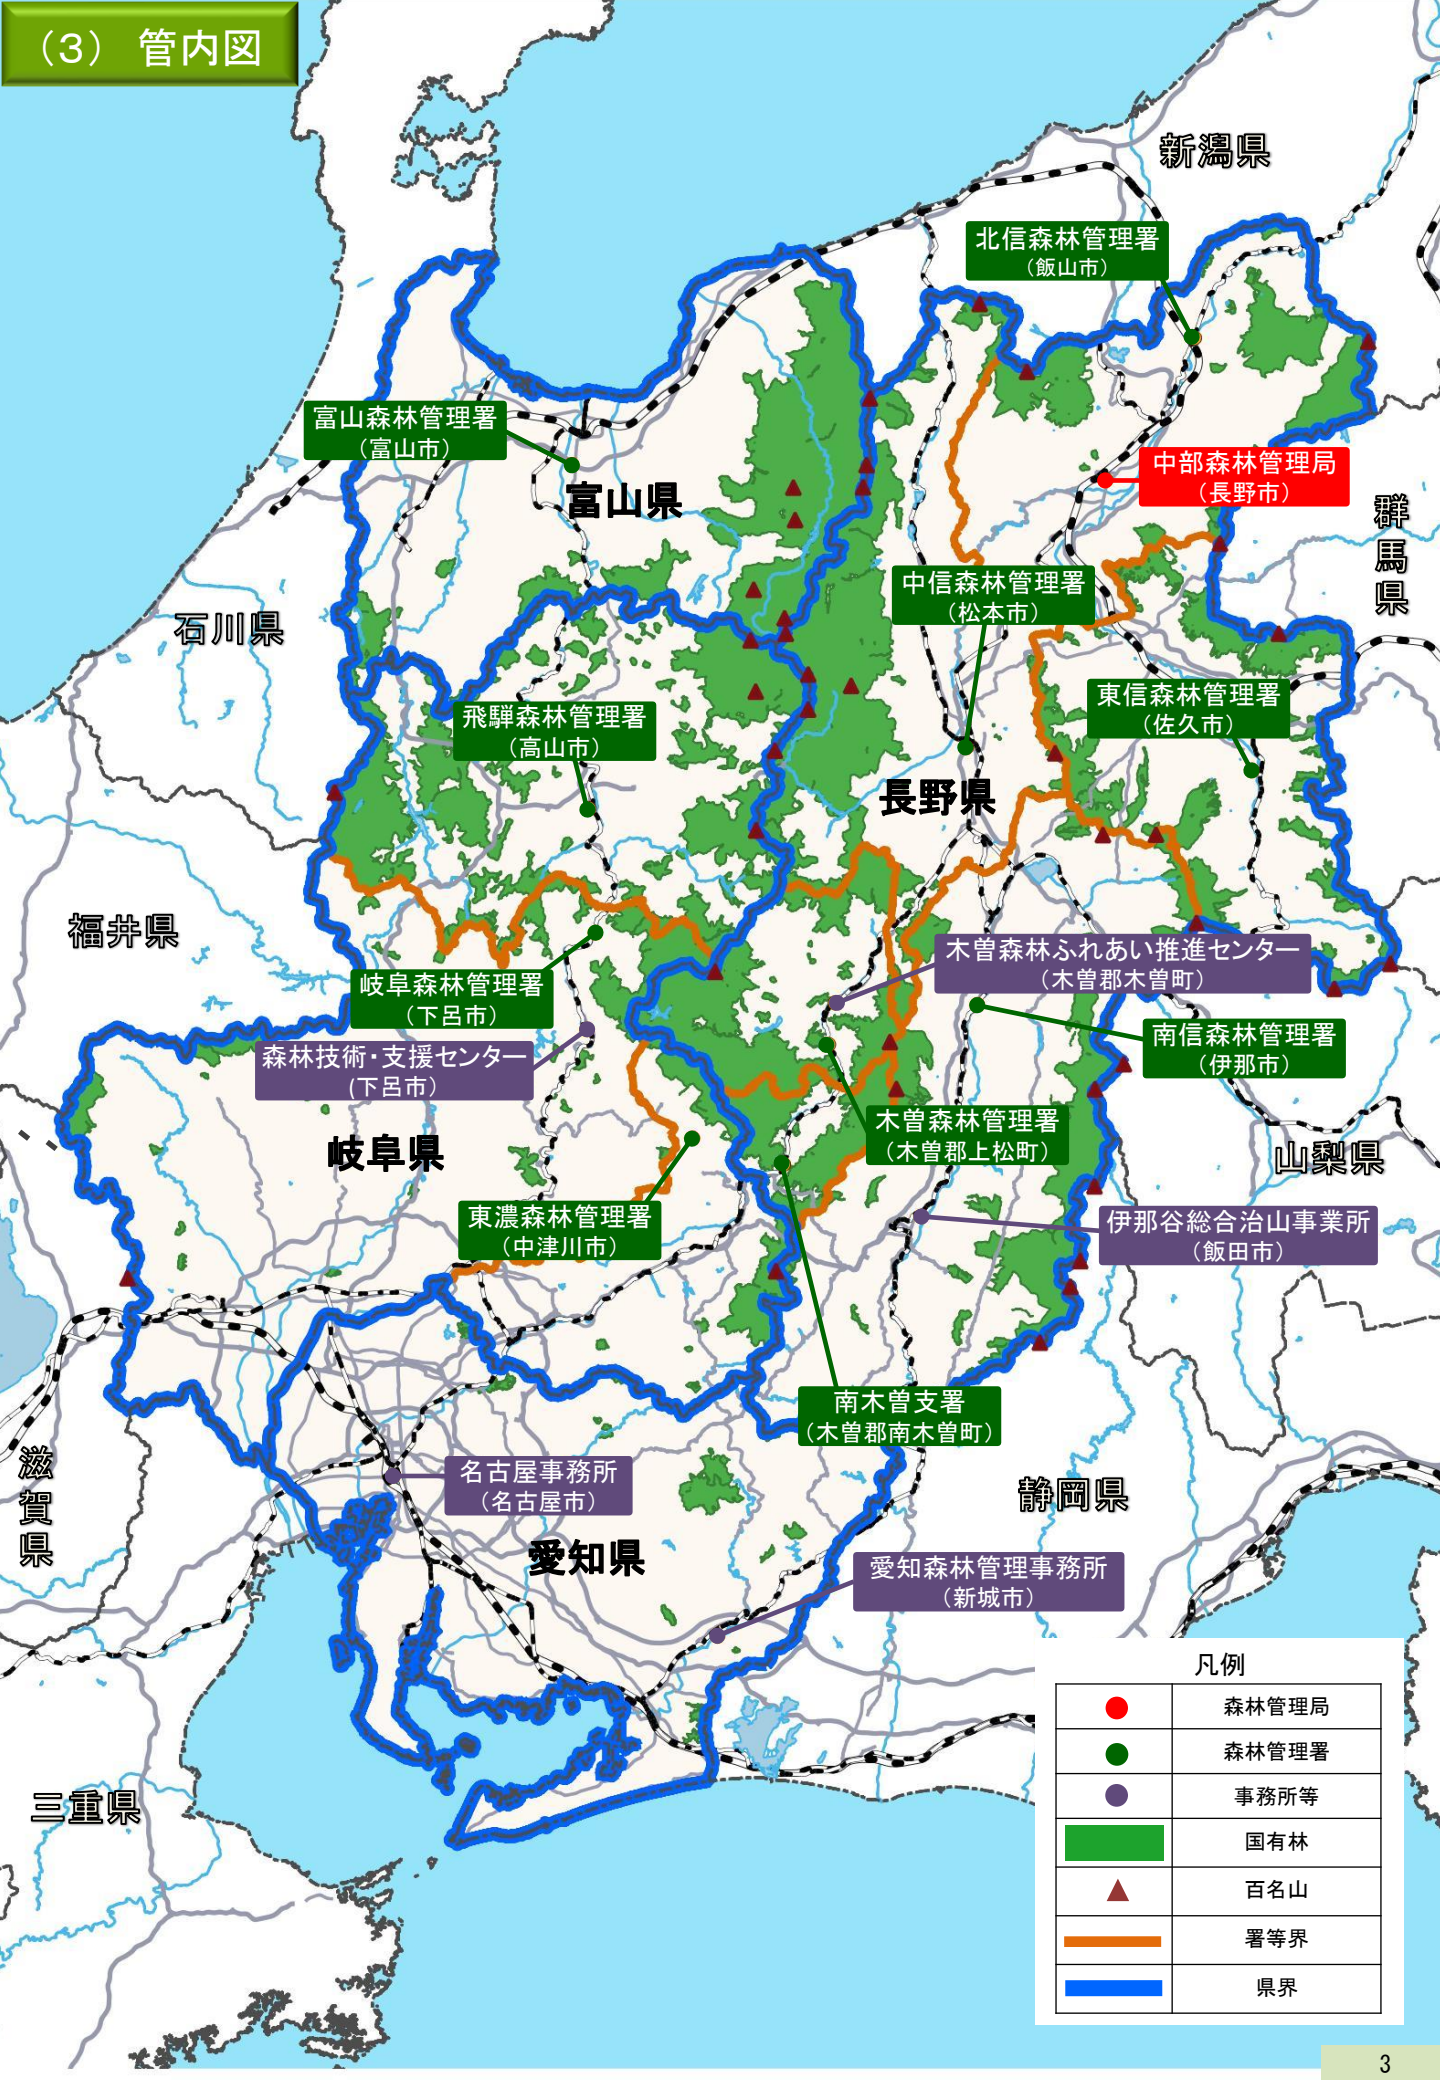 （3） 管内図
新潟県
北信森林管理署
（飯山市）
富山森林管理署
（富山市）
中部森林管理局
（長野市）
富山県
群馬県
中信森林管理署
（松本市）
石川県
東信森林管理署
（佐久市）
飛騨森林管理署
（高山市）
長野県
福井県
木曽森林ふれあい推進センター
（木曽郡木曽町）
岐阜森林管理署
（下呂市）
南信森林管理署
（伊那市）
森林技術・支援センター
（下呂市）
木曽森林管理署
（木曽郡上松町）
岐阜県
山梨県
東濃森林管理署
（中津川市）
伊那谷総合治山事業所
（飯田市）
南木曽支署
（木曽郡南木曽町）
滋賀県
名古屋事務所
（名古屋市）
静岡県
愛知県
愛知森林管理事務所
（新城市）
三重県
凡例
森林管理局
森林管理署
事務所等
国有林
百名山
署等界
県界
3